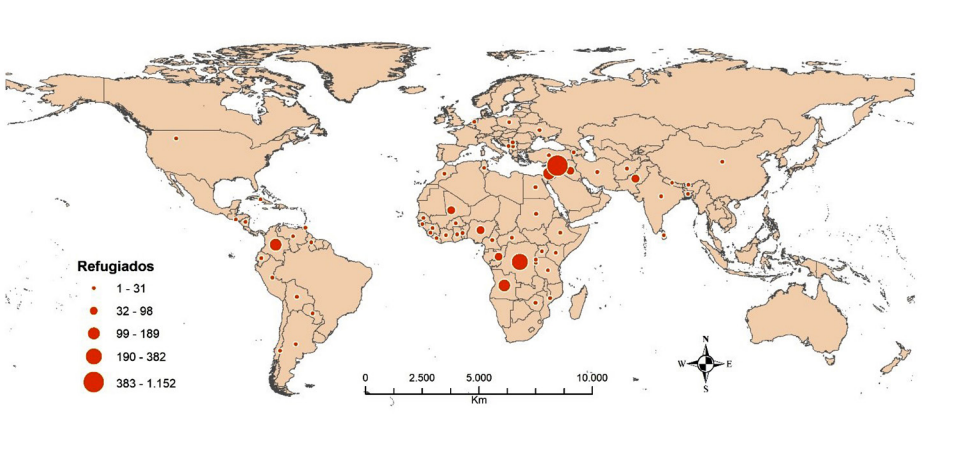 Refugiados
1 - 31
32 - 98
99 - 189
190 - 382
383 - 1.152
0 2.500 5.000 10.000
Km
N
W E
S